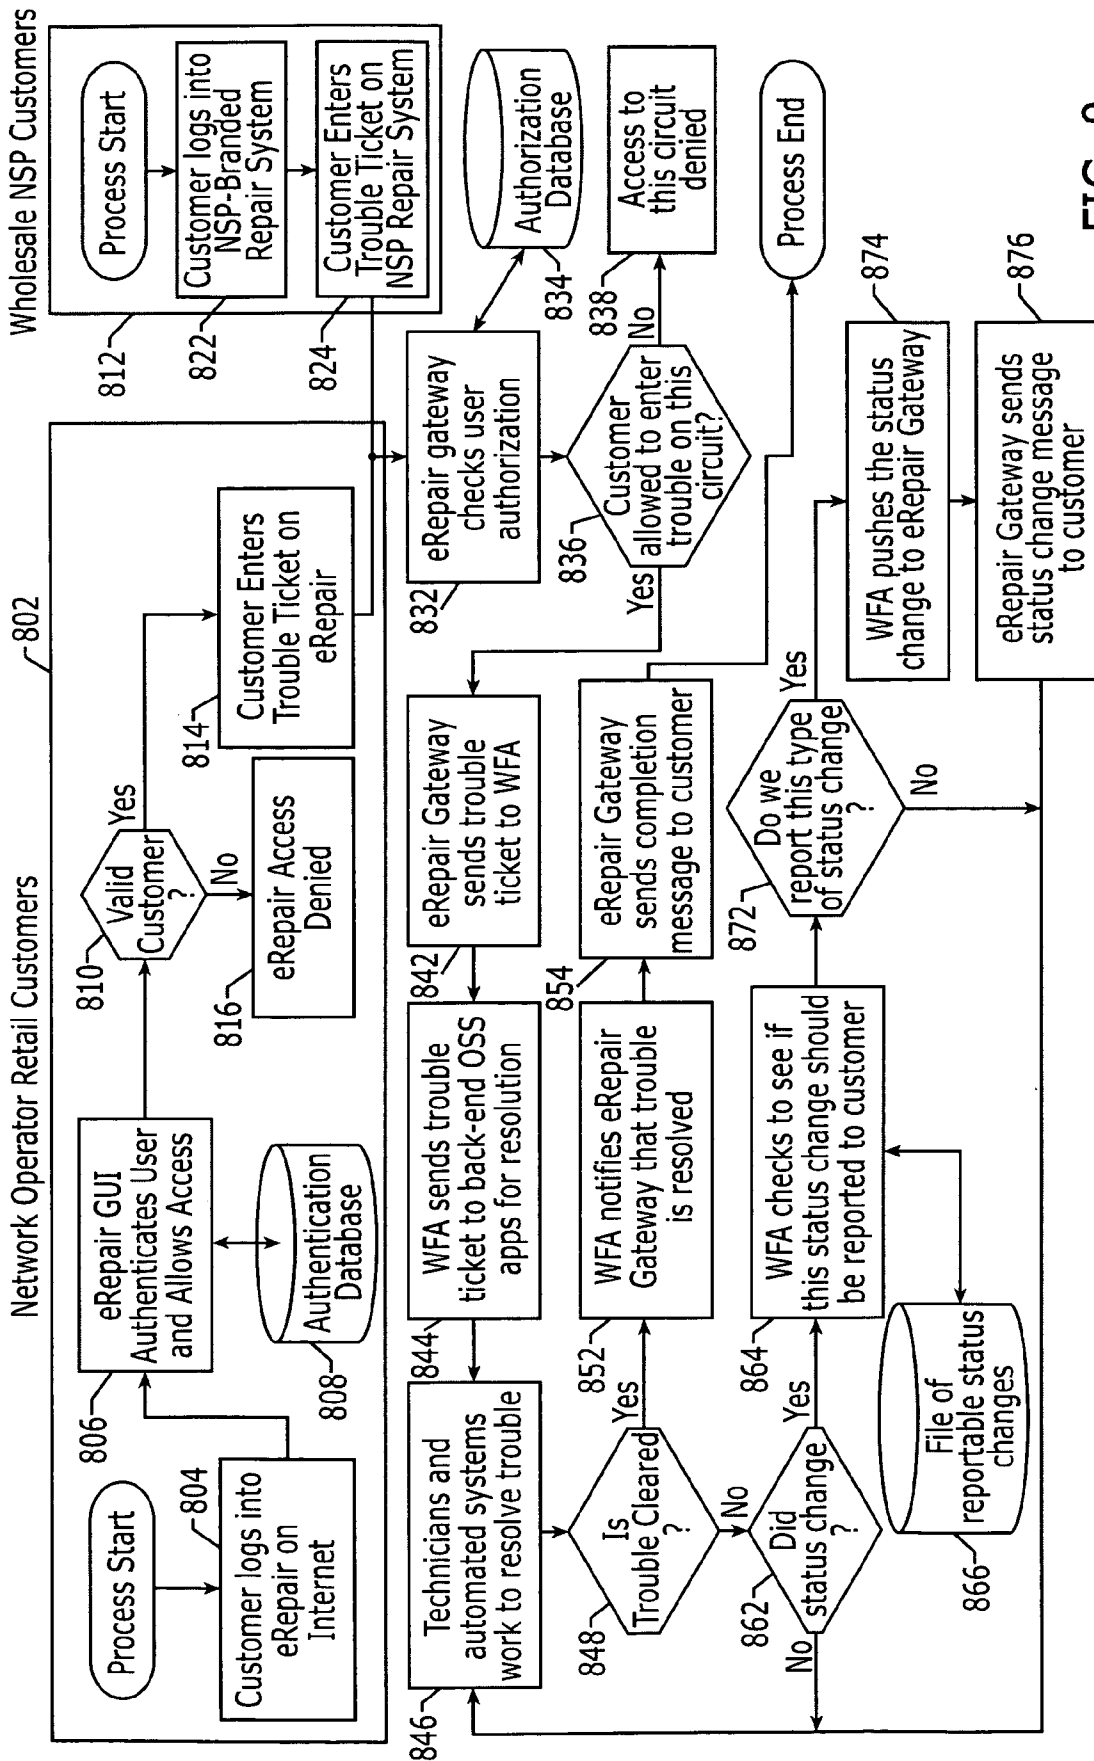 Network Operator Retail Customers
802
Process Start
804
Customer logs into
eRepair on
Internet
806
eRepair GUI
Authenticates User
and Allows Access
808
Authentication
Database
810
Valid
Customer
?
Yes
No
816
eRepair Access
Denied
814
Customer Enters
Trouble Ticket on
eRepair
Wholesale NSP Customers
812
Process Start
822
Customer logs into
NSP-Branded
Repair System
824
Customer Enters
Trouble Ticket on
NSP Repair System
832
eRepair gateway
checks user
authorization
834
Authorization
Database
836
Customer
allowed to enter
trouble on this
circuit?
Yes
No
838
Access to
this circuit
denied
842
eRepair Gateway
sends trouble
ticket to WFA
844
WFA sends trouble
ticket to back-end OSS
apps for resolution
846
Technicians and
automated systems
work to resolve trouble
848
Is
Trouble Cleared
?
Yes
No
852
WFA notifies eRepair
Gateway that trouble
is resolved
854
eRepair Gateway
sends completion
message to customer
Process End
862
Did
status change
?
Yes
No
864
WFA checks to see if
this status change should
be reported to customer
866
File of
reportable status
changes
872
Do we
report this type
of status change
?
Yes
No
874
WFA pushes the status
change to eRepair Gateway
876
eRepair Gateway sends
status change message
to customer